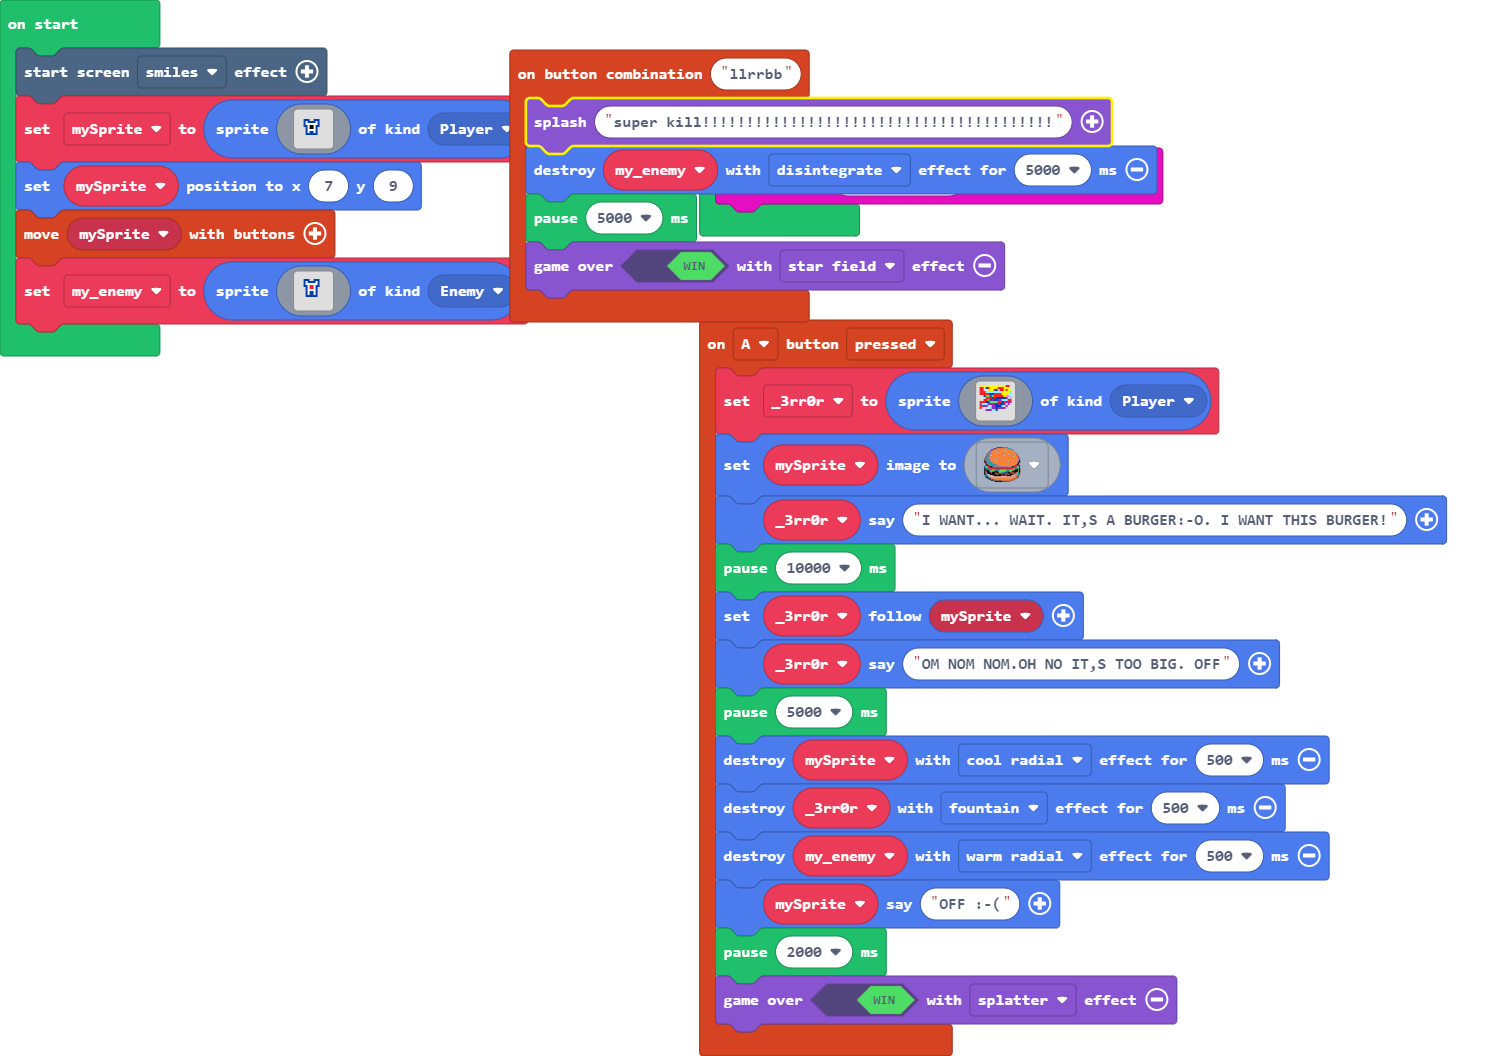 on start
start screen smiles effect
set mySprite to sprite of kind Player
set mySprite position to x 7 y 9
move mySprite with buttons
set my_enemy to sprite of kind Enemy
on button combination "llrrbb"
splash "super kill!!!!!!!!!!!!!!!!!!!!!!!!!!!!!!!!!!!!!!!!"
destroy my_enemy with disintegrate effect for 5000 ms
pause 5000 ms
game over WIN with star field effect
on A button pressed
set _3rr0r to sprite of kind Player
set mySprite image to
_3rr0r say "I WANT... WAIT. IT,S A BURGER:-O. I WANT THIS BURGER!"
pause 10000 ms
set _3rr0r follow mySprite
_3rr0r say "OM NOM NOM.OH NO IT,S TOO BIG. OFF"
pause 5000 ms
destroy mySprite with cool radial effect for 500 ms
destroy _3rr0r with fountain effect for 500 ms
destroy my_enemy with warm radial effect for 500 ms
mySprite say "OFF :-("
pause 2000 ms
game over WIN with splatter effect